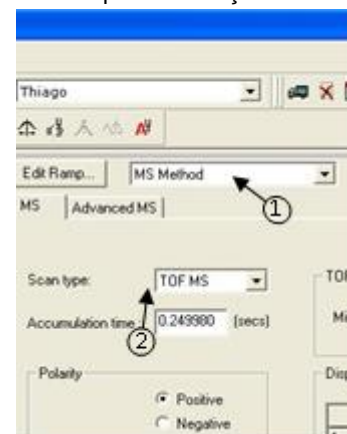 Thiago
Edit Ramp... MS Method
1
MS Advanced MS
Scan type: TOF MS TOF
Accumulation time 0.249980 (secs) Mi
2
Polarity Disp
Positive
Negative